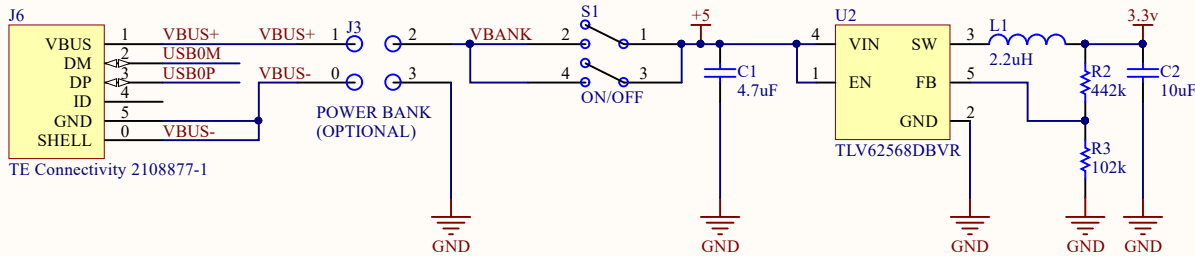 J6
VBUS 1 VBUS+ VBUS+ 1 J3 2 VBANK 2 S1 1 +5 4 VIN U2 SW 3 L1 3.3v
DM 2 USB0M
DP 3 USB0P VBUS- 0 3 4 3 C1 1 EN FB 5 2.2uH R2 C2
ID 4 ON/OFF 4.7uF 442k 10uF
GND 5 POWER BANK GND 2
SHELL 0 VBUS- (OPTIONAL)
TE Connectivity 2108877-1 TLV62568DBVR R3
102k
GND GND GND GND GND